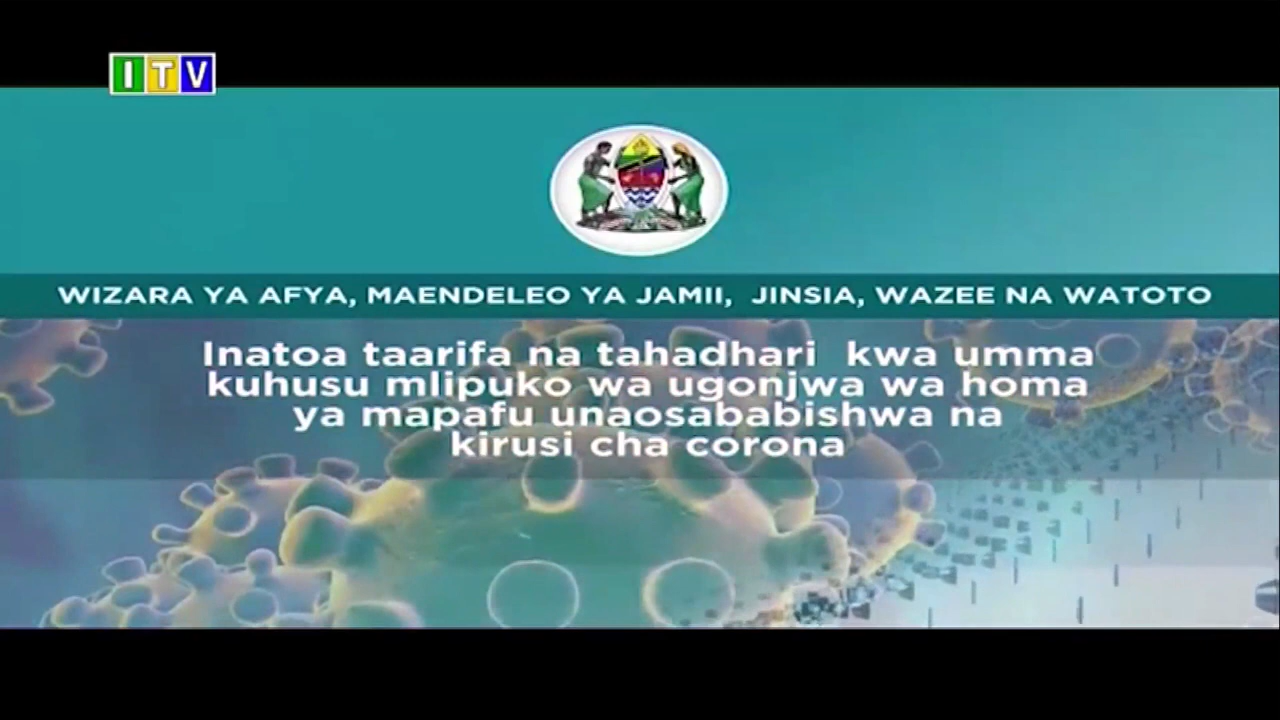 ITV
WIZARA YA AFYA, MAENDELEO YA JAMII, JINSIA, WAZEE NA WATOTO
Inatoa taarifa na tahadhari kwa umma
kuhusu mlipuko wa ugonjwa wa homa
ya mapafu unaosababishwa na
kirusi cha corona